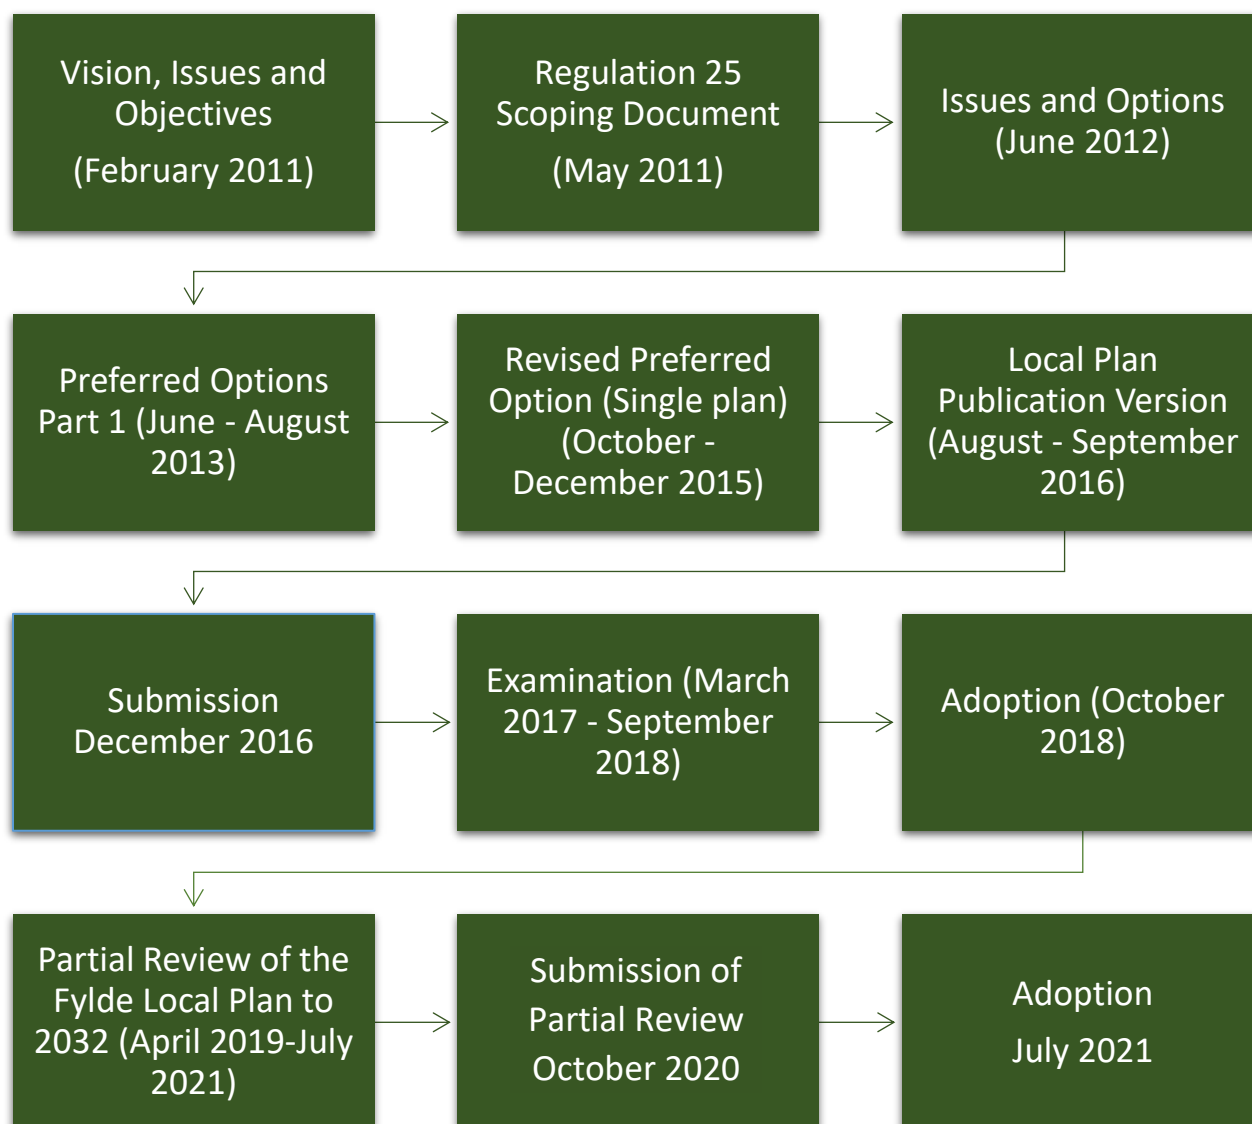 Vision, Issues and
Objectives
(February 2011)
Regulation 25
Scoping Document
(May 2011)
Issues and Options
(June 2012)
Preferred Options
Part 1 (June - August
2013)
Revised Preferred
Option (Single plan)
(October -
December 2015)
Local Plan
Publication Version
(August - September
2016)
Submission
December 2016
Examination (March
2017 - September
2018)
Adoption (October
2018)
Partial Review of the
Fylde Local Plan to
2032 (April 2019-July
2021)
Submission of
Partial Review
October 2020
Adoption
July 2021